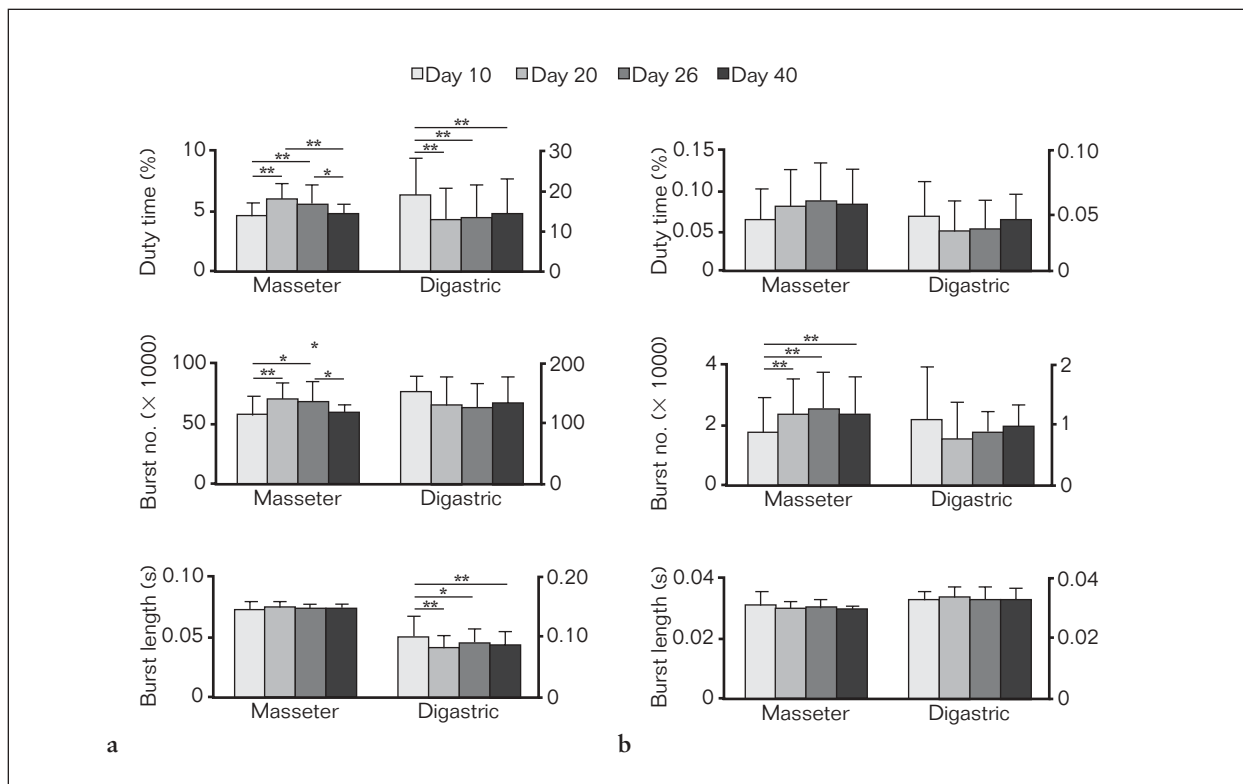 Day 10 Day 20 Day 26 Day 40
Duty time (%)
10
5
0
** ** ** *
** ** **
30
20
10
0
Masseter Digastric
Duty time (%)
0.15
0.10
0.05
0
0.10
0.05
0
Masseter Digastric
Burst no. (× 1000)
100
50
0
* * ** *
200
100
0
Masseter Digastric
Burst no. (× 1000)
4
2
0
** ** **
2
1
0
Masseter Digastric
Burst length (s)
0.10
0.05
0
** * **
0.20
0.10
0
Masseter Digastric
Burst length (s)
0.04
0.02
0
0.04
0.02
0
Masseter Digastric
a b